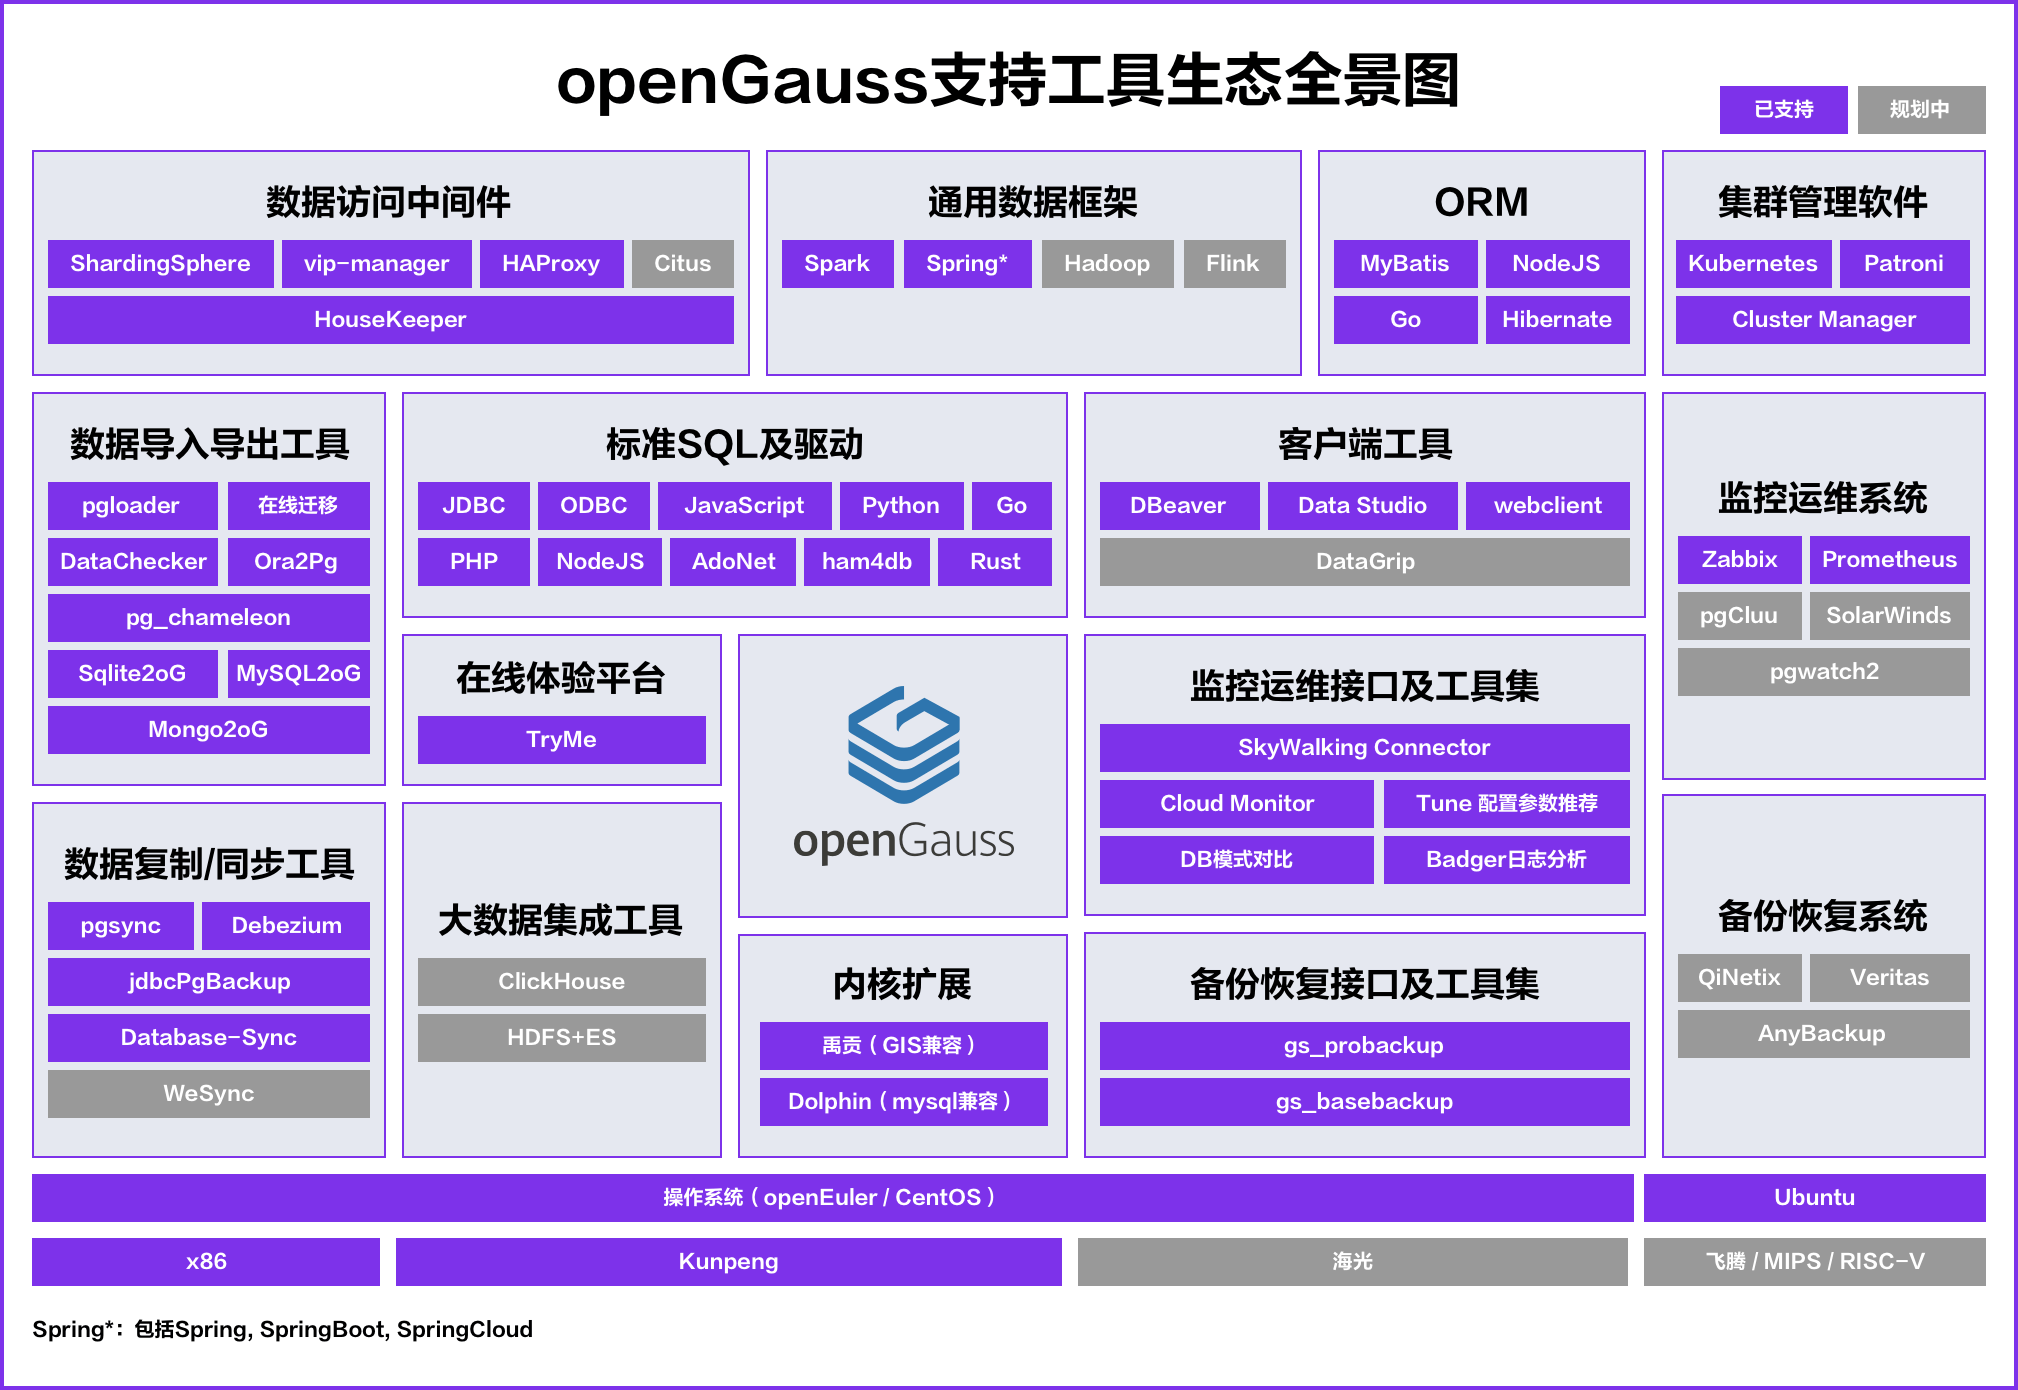 openGauss支持工具生态全景图
已支持
规划中
数据访问中间件
ShardingSphere
vip-manager
HAProxy
Citus
HouseKeeper
通用数据框架
Spark
Spring*
Hadoop
Flink
ORM
MyBatis
NodeJS
Go
Hibernate
集群管理软件
Kubernetes
Patroni
Cluster Manager
数据导入导出工具
pgloader
在线迁移
DataChecker
Ora2Pg
pg_chameleon
Sqlite2oG
MySQL2oG
Mongo2oG
标准SQL及驱动
JDBC
ODBC
JavaScript
Python
Go
PHP
NodeJS
AdoNet
ham4db
Rust
客户端工具
DBeaver
Data Studio
webclient
DataGrip
监控运维系统
Zabbix
Prometheus
pgCluu
SolarWinds
pgwatch2
在线体验平台
TryMe
openGauss
监控运维接口及工具集
SkyWalking Connector
Cloud Monitor
Tune 配置参数推荐
DB模式对比
Badger日志分析
数据复制/同步工具
pgsync
Debezium
jdbcPgBackup
Database-Sync
WeSync
大数据集成工具
ClickHouse
HDFS+ES
内核扩展
禹贡（GIS兼容）
Dolphin（mysql兼容）
备份恢复接口及工具集
gs_probackup
gs_basebackup
备份恢复系统
QiNetix
Veritas
AnyBackup
操作系统（openEuler / CentOS）
Ubuntu
x86
Kunpeng
海光
飞腾 / MIPS / RISC-V
Spring*：包括Spring, SpringBoot, SpringCloud